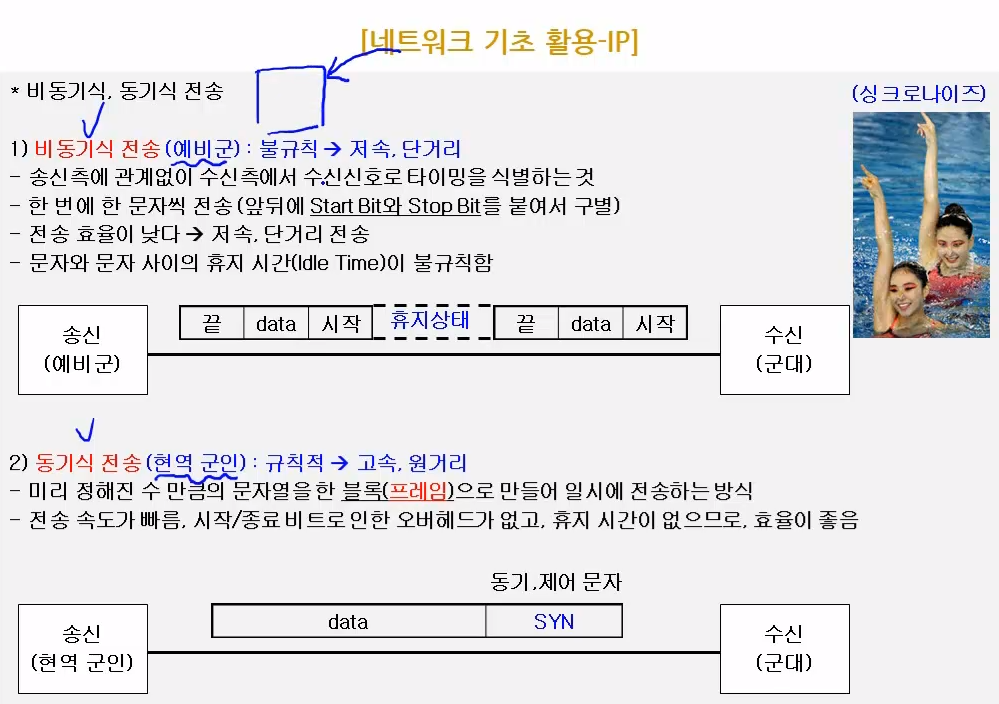 [네트워크 기초 활용-IP]
* 비동기식, 동기식 전송
(싱크로나이즈)
1) 비동기식 전송 (예비군) : 불규칙 → 저속, 단거리
- 송신측에 관계없이 수신측에서 수신신호로 타이밍을 식별하는 것
- 한 번에 한 문자씩 전송 (앞뒤에 Start Bit와 Stop Bit를 붙여서 구별)
- 전송 효율이 낮다 → 저속, 단거리 전송
- 문자와 문자 사이의 휴지 시간(Idle Time)이 불규칙함
송신
(예비군)
끝 data 시작 휴지상태 끝 data 시작
수신
(군대)
2) 동기식 전송 (현역 군인) : 규칙적 → 고속, 원거리
- 미리 정해진 수 만큼의 문자열을 한 블록(프레임)으로 만들어 일시에 전송하는 방식
- 전송 속도가 빠름, 시작/종료 비트로 인한 오버헤드가 없고, 휴지 시간이 없으므로, 효율이 좋음
동기,제어 문자
송신
(현역 군인)
data SYN
수신
(군대)